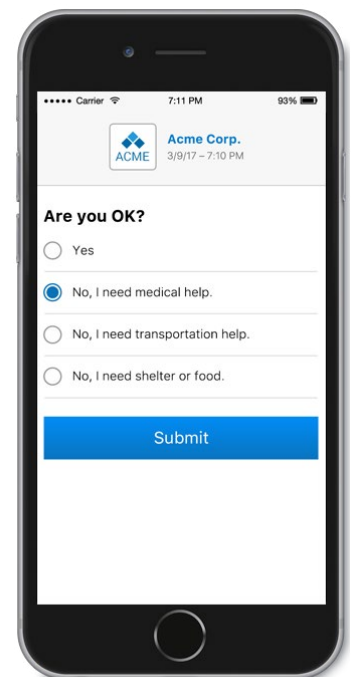 Carrier 7:11 PM 93%
ACME
Acme Corp.
3/9/17 – 7:10 PM
Are you OK?
Yes
No, I need medical help.
No, I need transportation help.
No, I need shelter or food.
Submit